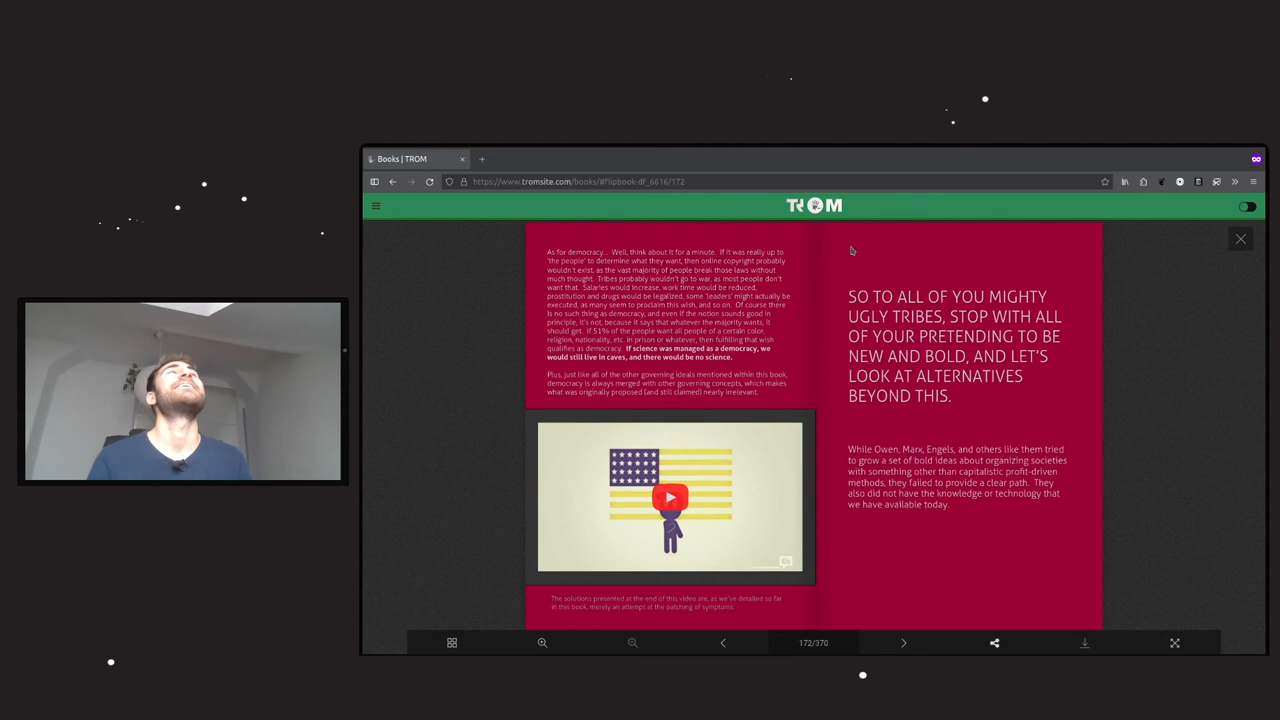 Books | TROM
https://www.tromsite.com/books/#flipbook-df_6616/172
TROM
As for democracy... Well, think about it for a minute. If it was really up to
'the people' to determine what they want, then online copyright probably
wouldn't exist, as the vast majority of people break those laws without
much thought. Tribes probably wouldn't go to war, as most people don't
want that. Salaries would increase, work time would be reduced,
prostitution and drugs would be legalized, some 'leaders' might actually be
executed, as many seem to proclaim this wish, and so on. Of course there
is no such thing as democracy, and even if the notion sounds good in
principle, it's not, because it says that whatever the majority wants, it
should get. If 51% of the people want all people of a certain color,
religion, nationality, etc. in prison or whatever, then fulfilling that wish
qualifies as democracy. If science was managed as a democracy, we
would still live in caves, and there would be no science.
Plus, just like all of the other governing ideals mentioned within this book,
democracy is always merged with other governing concepts, which makes
what was originally proposed (and still claimed) nearly irrelevant.
The solutions presented at the end of this video are, as we've detailed so far
in this book, merely an attempt at the patching of symptoms.
SO TO ALL OF YOU MIGHTY
UGLY TRIBES, STOP WITH ALL
OF YOUR PRETENDING TO BE
NEW AND BOLD, AND LET'S
LOOK AT ALTERNATIVES
BEYOND THIS.
While Owen, Marx, Engels, and others like them tried
to grow a set of bold ideas about organizing societies
with something other than capitalistic profit-driven
methods, they failed to provide a clear path. They
also did not have the knowledge or technology that
we have available today.
172/370